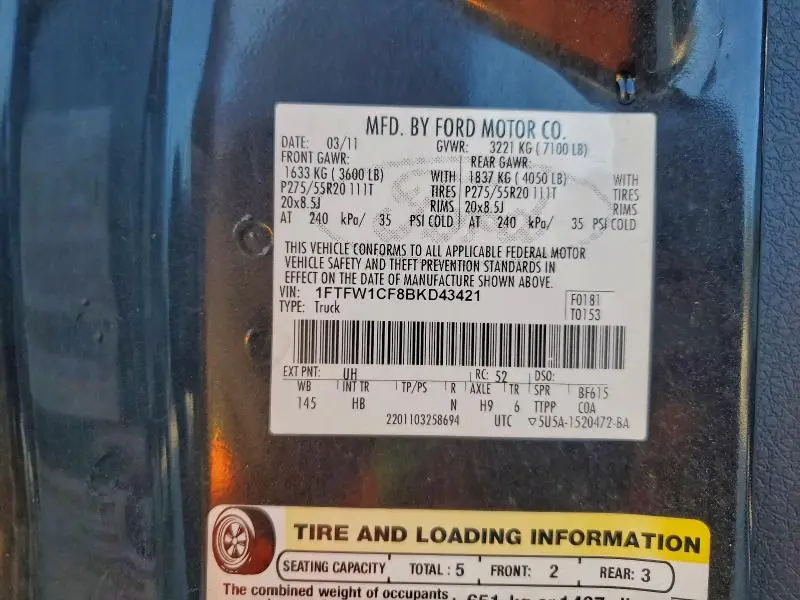 MFD. BY FORD MOTOR CO.
DATE: 03/11 GVWR: 3221 KG ( 7100 LB)
FRONT GAWR: REAR GAWR:
1633 KG ( 3600 LB) WITH 1837 KG ( 4050 LB) WITH
P275/55R20 111T TIRES P275/55R20 111T TIRES
20x8.5J RIMS 20x8.5J RIMS
AT 240 kPa/ 35 PSI COLD AT 240 kPa/ 35 PSI COLD
THIS VEHICLE CONFORMS TO ALL APPLICABLE FEDERAL MOTOR
VEHICLE SAFETY AND THEFT PREVENTION STANDARDS IN
EFFECT ON THE DATE OF MANUFACTURE SHOWN ABOVE.
VIN: 1FTFW1CF8BKD43421 F0181
TYPE: Truck T0153
EXT PNT: UH RC: 52 DSO:
WB INT TR TP/PS R AXLE TR SPR BF615
145 HB N H9 6 TTPP COA
2201103258694 UTC ▽5U5A-1520472-BA
TIRE AND LOADING INFORMATION
SEATING CAPACITY TOTAL : 5 FRONT: 2 REAR: 3
The combined weight of occupants